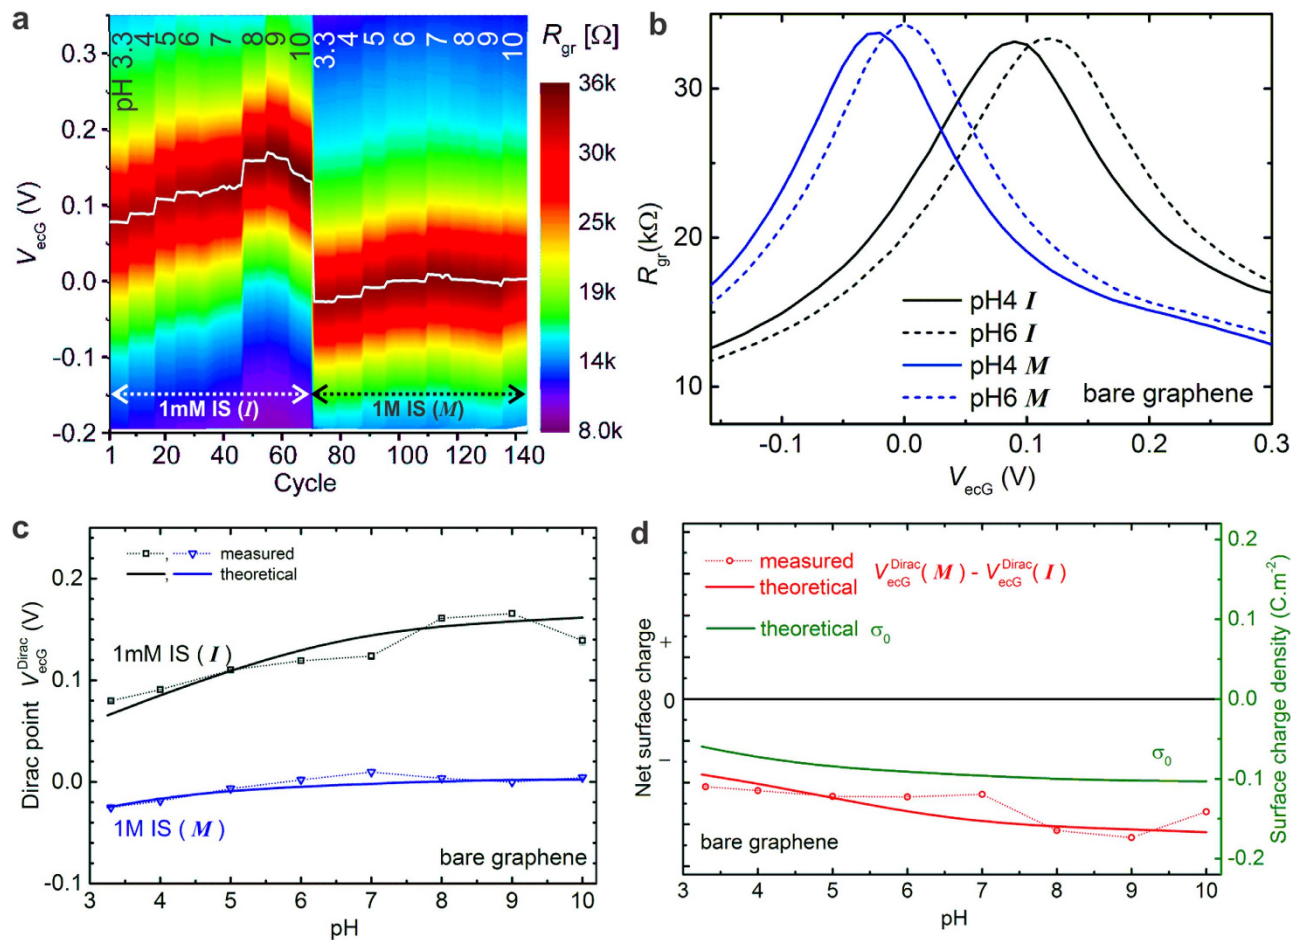 a
pH 3.3 4 5 6 7 8 9 10 3.3 4 5 6 7 8 9 10
R_gr [Ω]
0.3
0.2
0.1
0.0
-0.1
-0.2
V_ecG (V)
1mM IS (I)
1M IS (M)
1 20 40 60 80 100 120 140
Cycle
36k
30k
25k
19k
14k
8.0k
b
30
20
10
R_gr(kΩ)
pH4 I
pH6 I
pH4 M
pH6 M
bare graphene
-0.1 0.0 0.1 0.2 0.3
V_ecG (V)
c
0.2
0.1
0.0
-0.1
Dirac point V_ecG^Dirac (V)
, measured
, theoretical
1mM IS (I)
1M IS (M)
bare graphene
3 4 5 6 7 8 9 10
pH
d
Net surface charge
+
0
−
measured
theoretical
V_ecG^Dirac(M) - V_ecG^Dirac(I)
theoretical σ₀
σ₀
bare graphene
3 4 5 6 7 8 9 10
pH
0.2
0.1
0.0
-0.1
-0.2
Surface charge density (C.m⁻²)